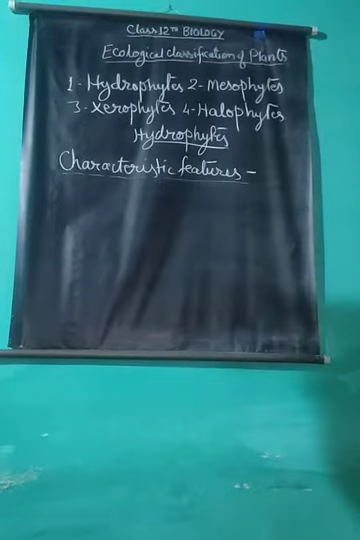 Class 12th BIOLOGY
Ecological classification of Plants
1 - Hydrophytes 2 - Mesophytes
3 - Xerophytes 4 - Halophytes
Hydrophytes
Characteristic features -